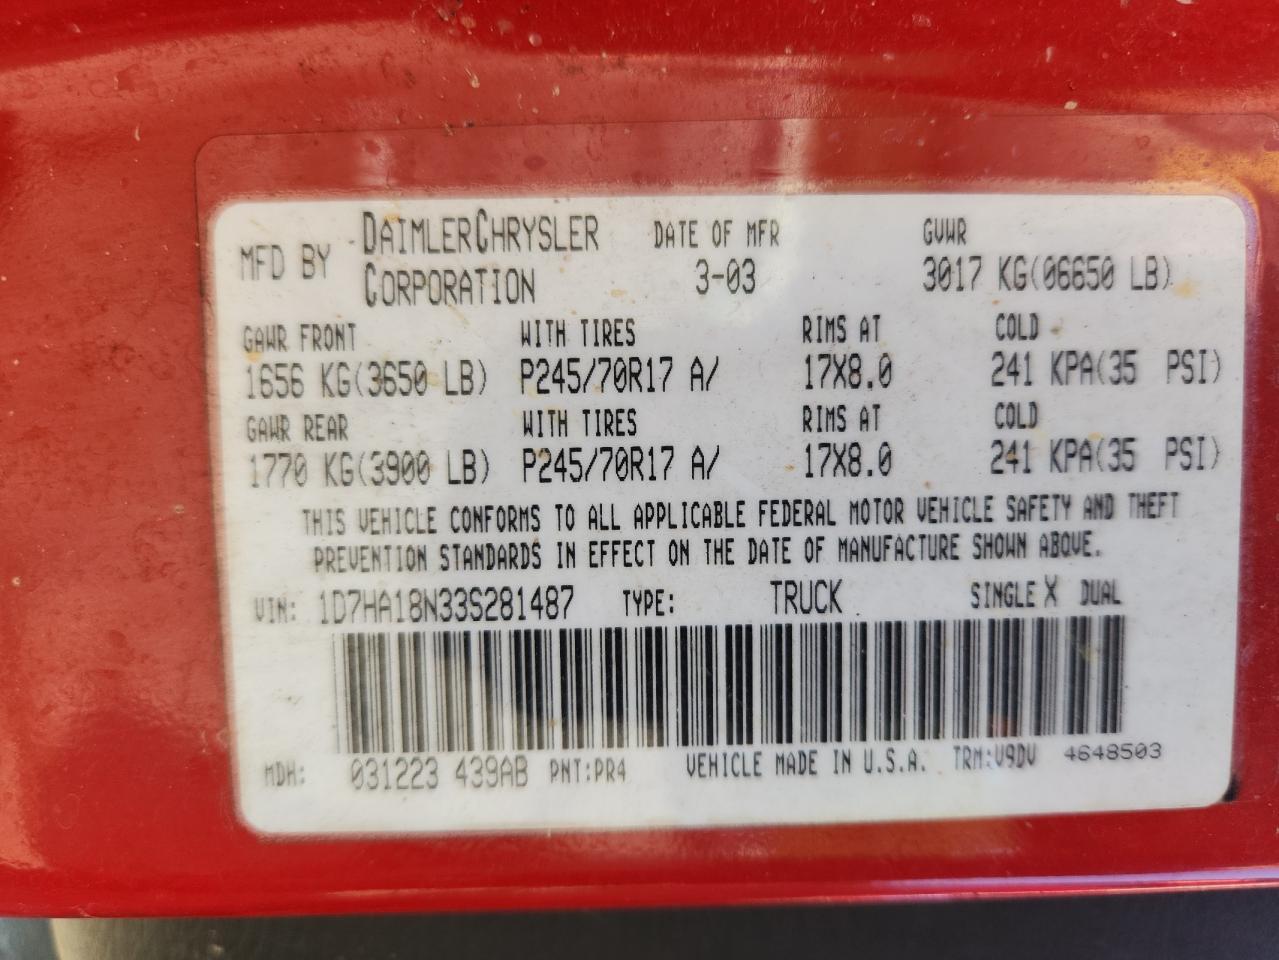 MFD BY DAIMLERCHRYSLER CORPORATION DATE OF MFR 3-03 GVWR 3017 KG(06650 LB)
GAWR FRONT WITH TIRES RIMS AT COLD
1656 KG(3650 LB) P245/70R17 A/ 17X8.0 241 KPA(35 PSI)
GAWR REAR WITH TIRES RIMS AT COLD
1770 KG(3900 LB) P245/70R17 A/ 17X8.0 241 KPA(35 PSI)
THIS VEHICLE CONFORMS TO ALL APPLICABLE FEDERAL MOTOR VEHICLE SAFETY AND THEFT
PREVENTION STANDARDS IN EFFECT ON THE DATE OF MANUFACTURE SHOWN ABOVE.
VIN: 1D7HA18N33S281487 TYPE: TRUCK SINGLE X DUAL
MDH: 031223 439AB PNT:PR4 VEHICLE MADE IN U.S.A. TRM:V9DV 4648503